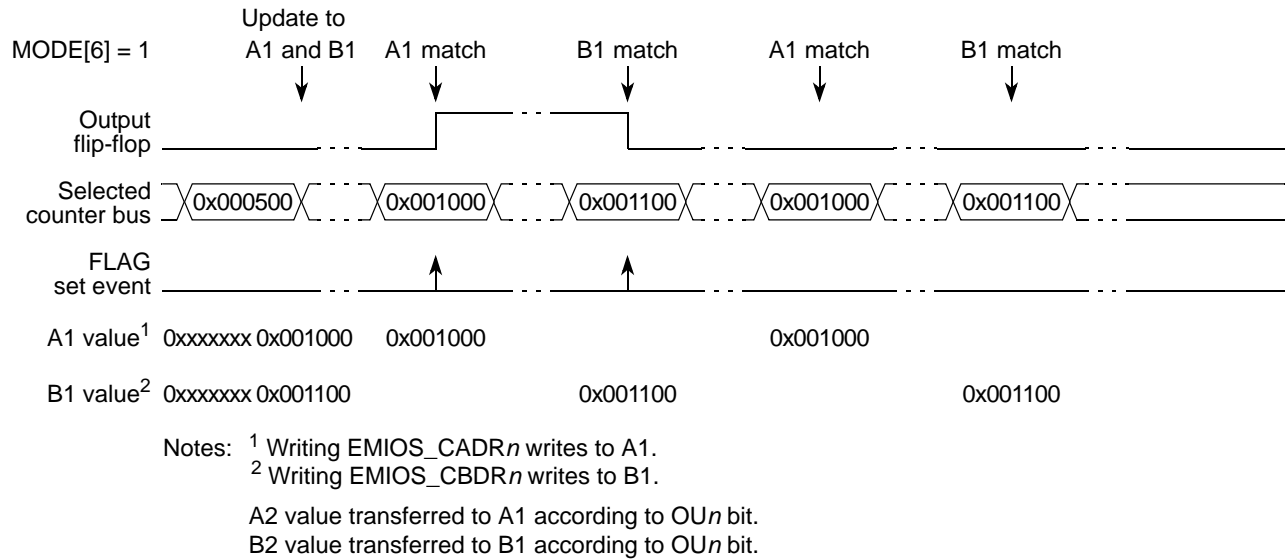 Update to
MODE[6] = 1 A1 and B1 A1 match B1 match A1 match B1 match
Output
flip-flop
Selected
counter bus 0x000500 0x001000 0x001100 0x001000 0x001100
FLAG
set event
A1 value1 0xxxxxxx 0x001000 0x001000 0x001000
B1 value2 0xxxxxxx 0x001100 0x001100 0x001100
Notes: 1 Writing EMIOS_CADRn writes to A1.
2 Writing EMIOS_CBDRn writes to B1.
A2 value transferred to A1 according to OUn bit.
B2 value transferred to B1 according to OUn bit.